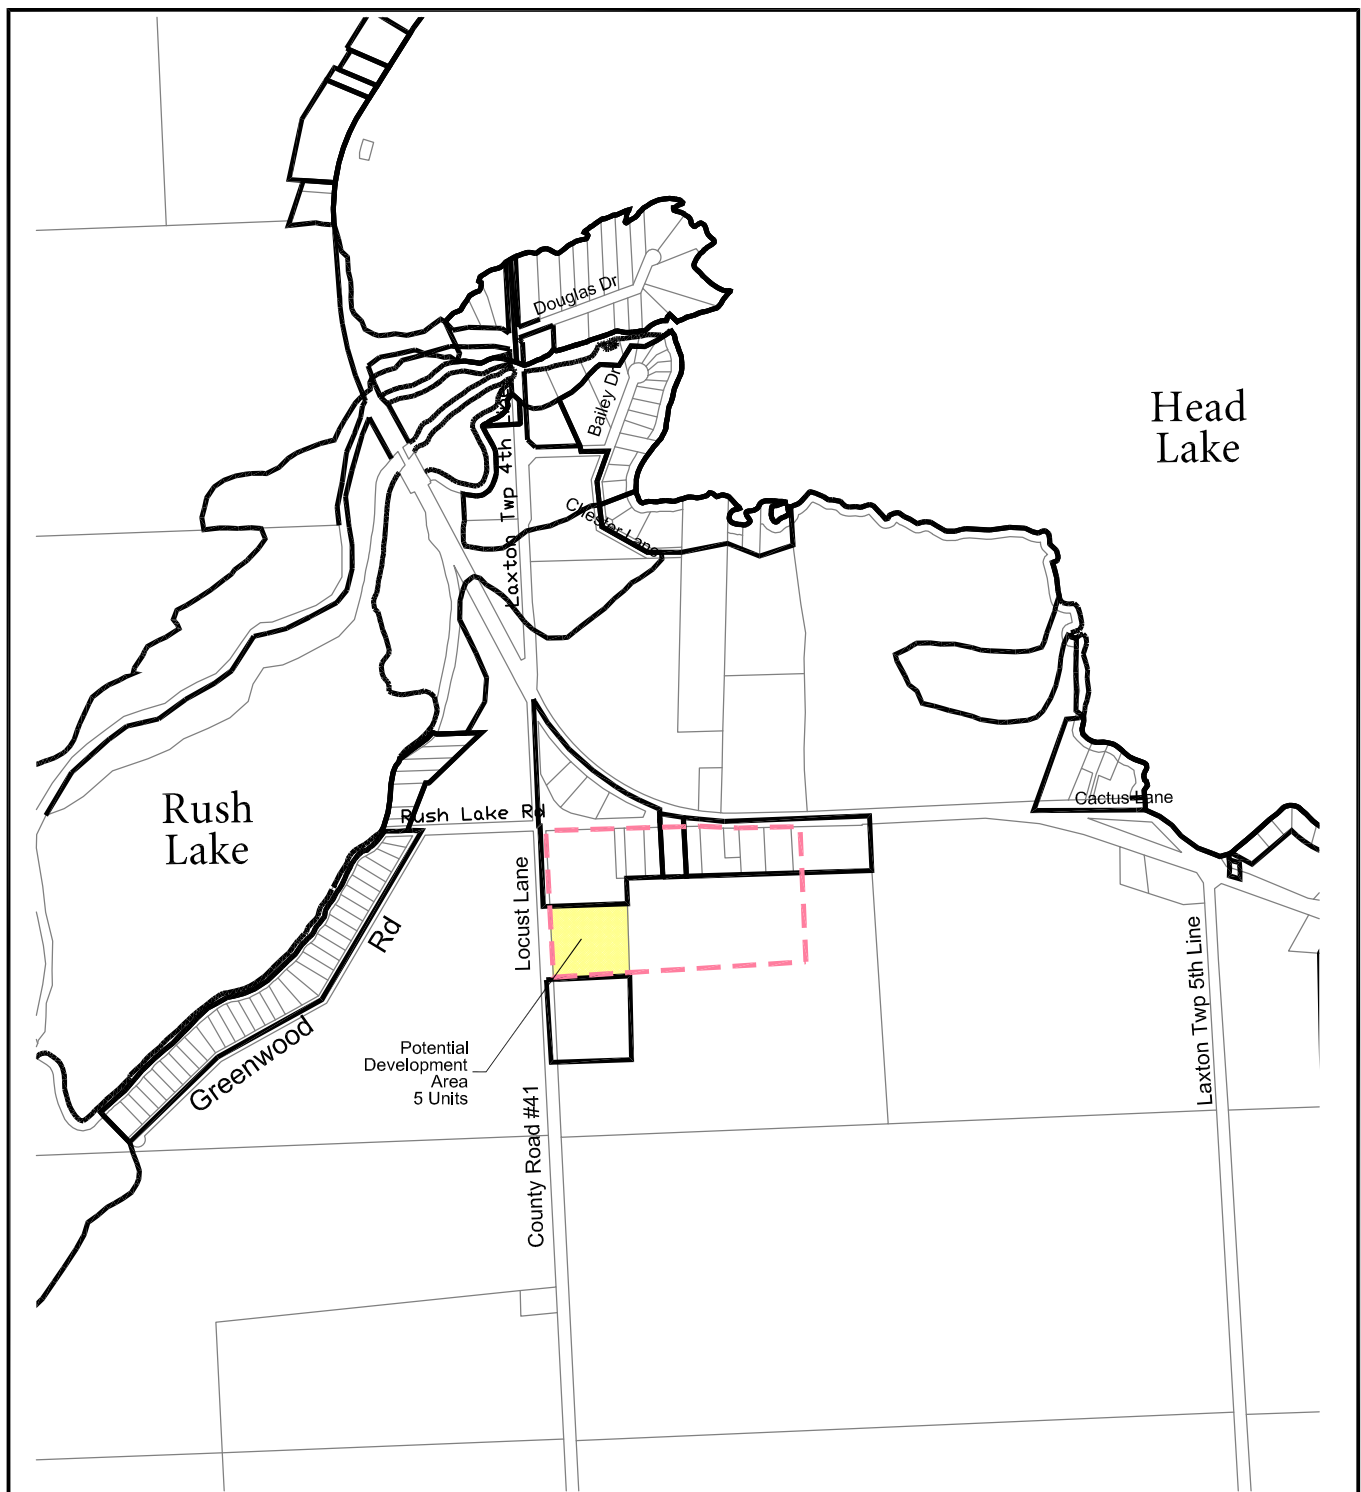 Douglas Dr
Bailey Dr
Head
Lake
Laxton Twp 4th
Chester Lane
Cactus Lane
Rush
Lake
Rush Lake Rd
Locust Lane
Rd
Greenwood
Laxton Twp 5th Line
Potential
Development
Area
5 Units
County Road #41